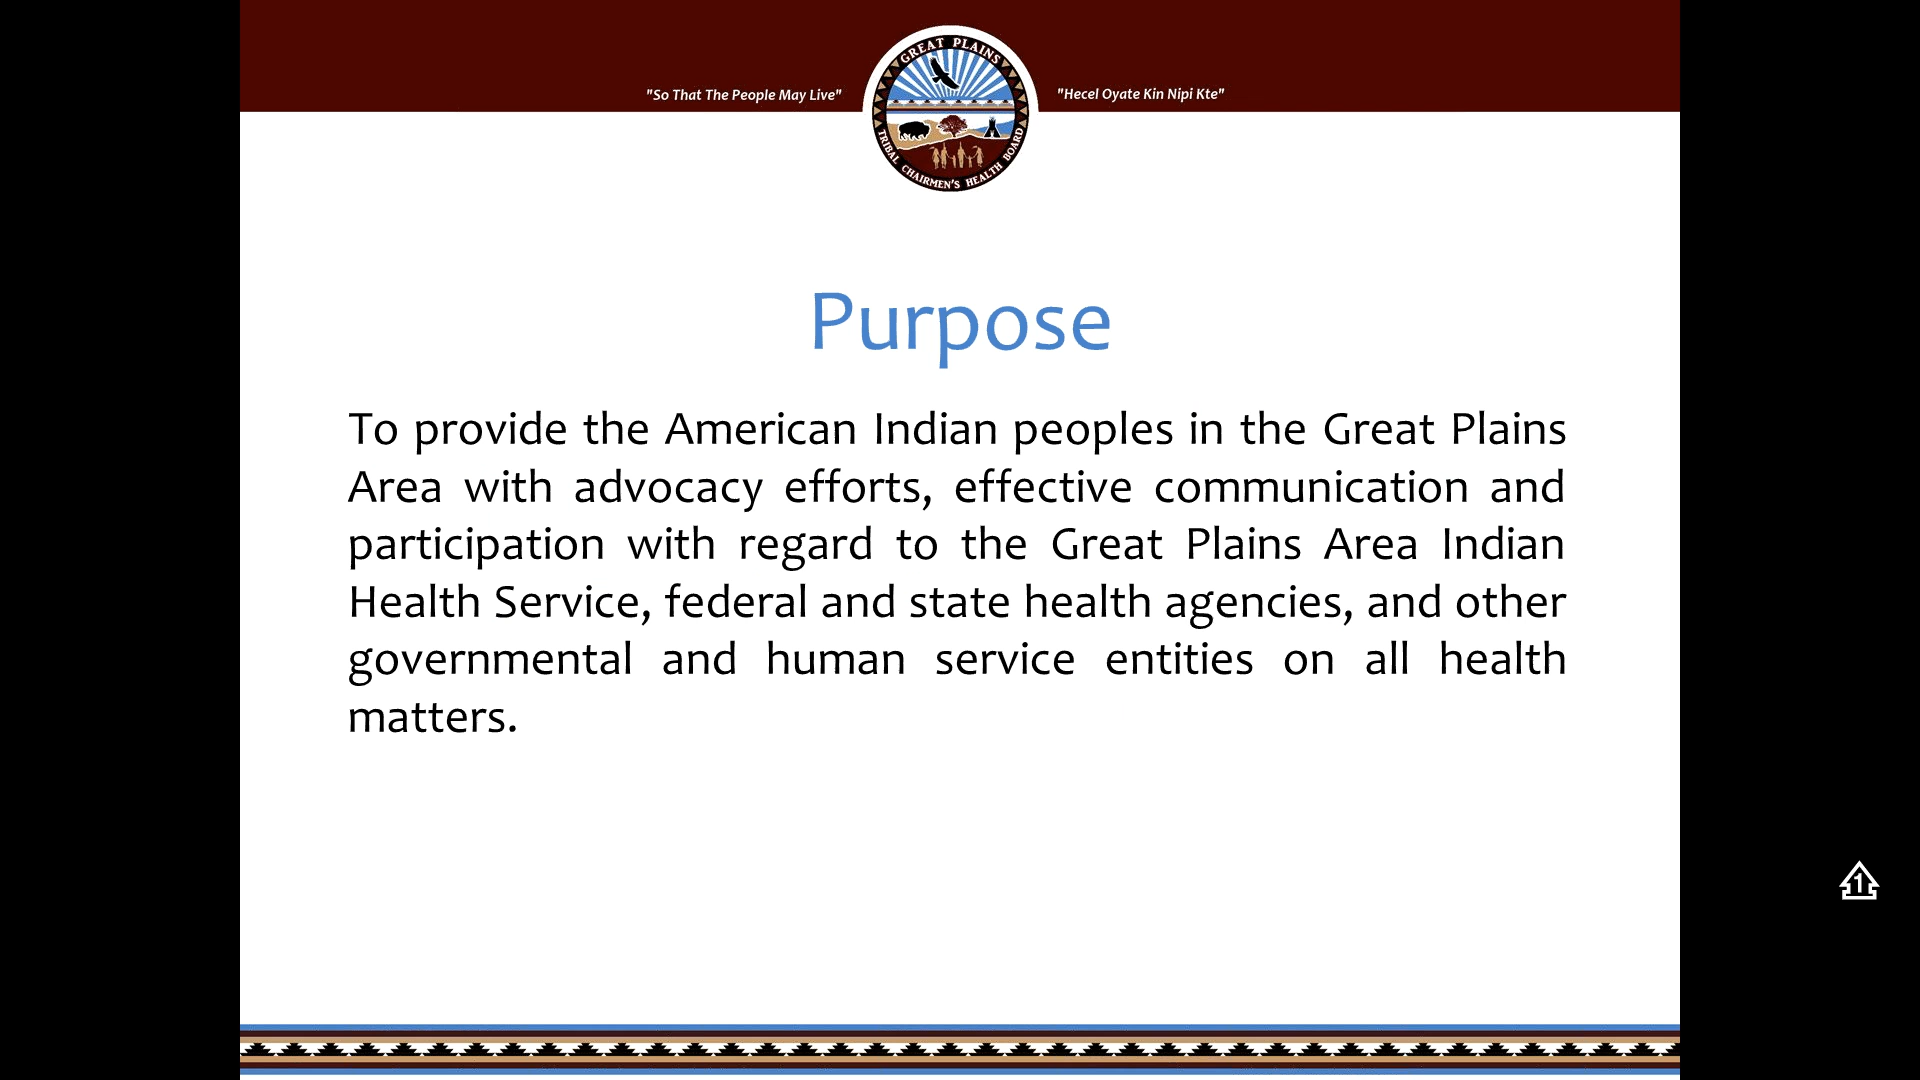 "So That The People May Live"
"Hecel Oyate Kin Nipi Kte"
GREAT PLAINS
TRIBAL CHAIRMEN'S HEALTH BOARD
Purpose
To provide the American Indian peoples in the Great Plains
Area with advocacy efforts, effective communication and
participation with regard to the Great Plains Area Indian
Health Service, federal and state health agencies, and other
governmental and human service entities on all health
matters.
1